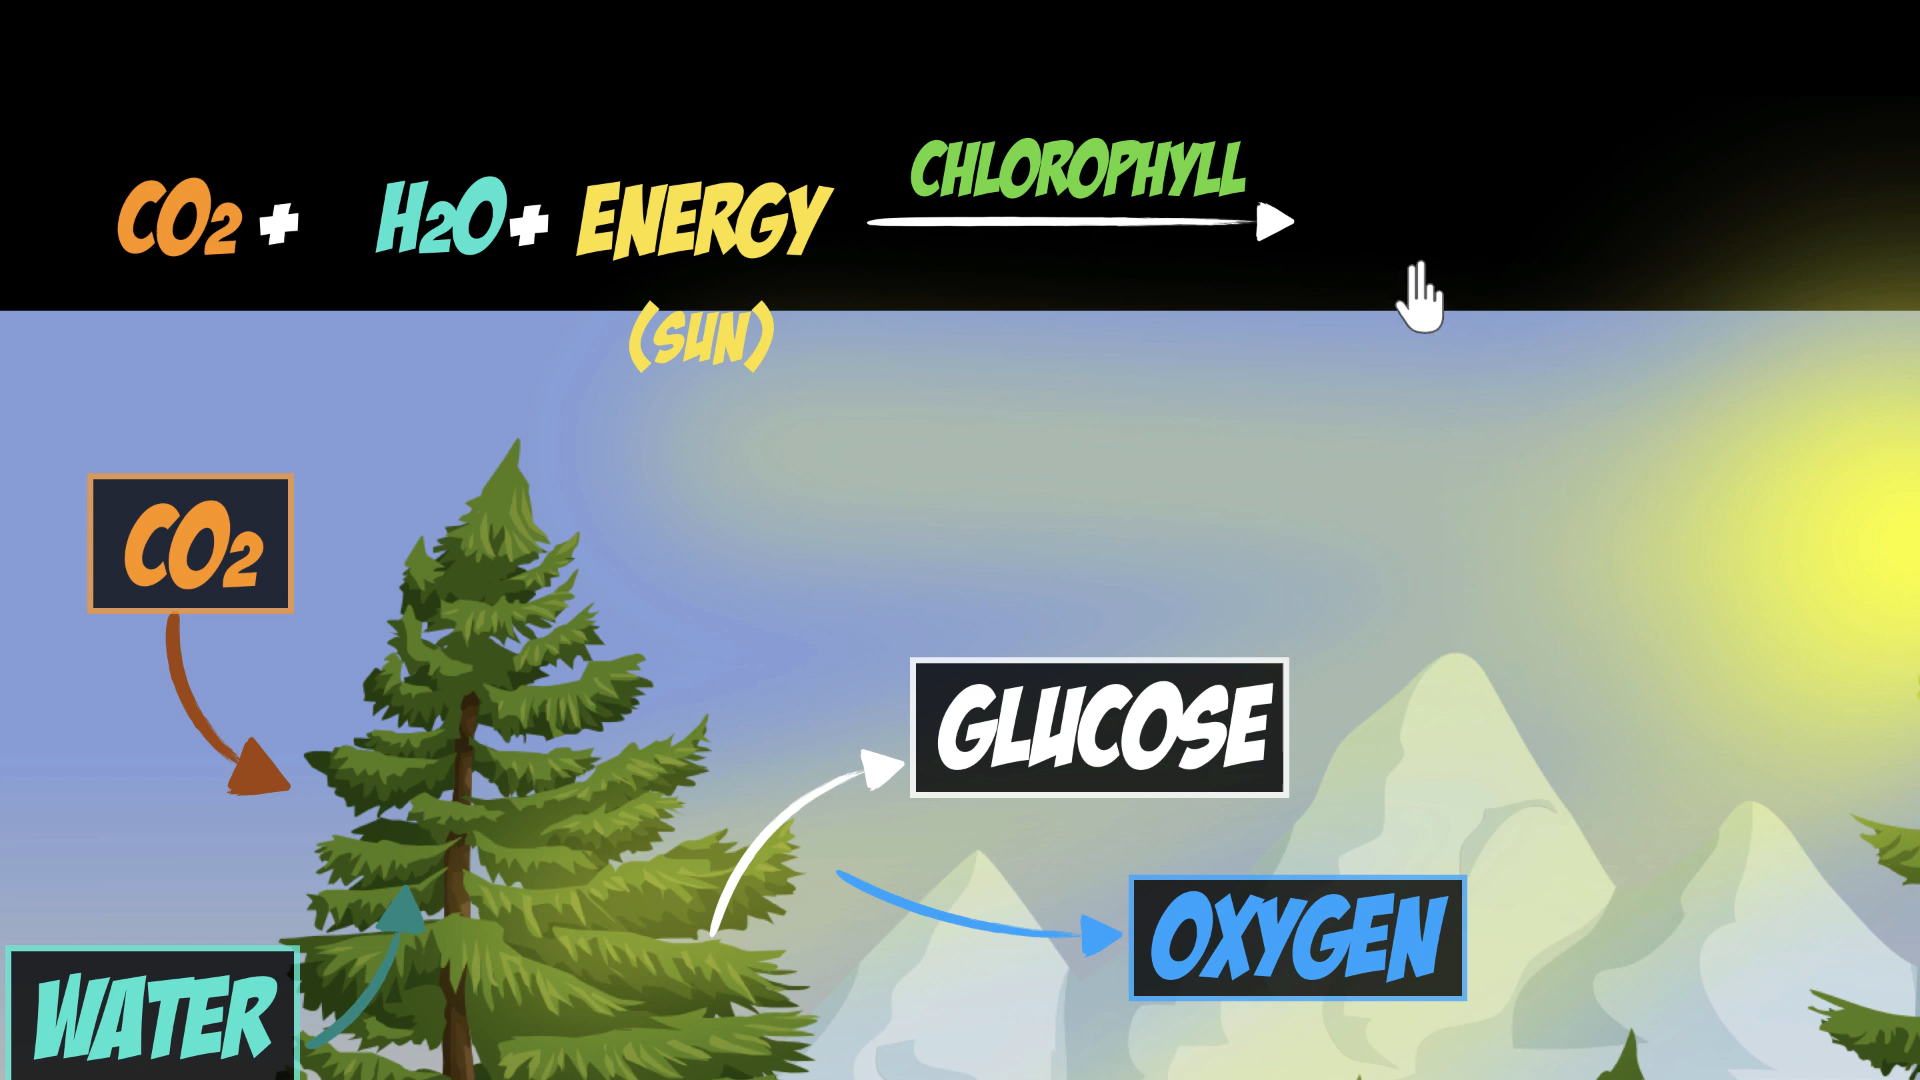 CHLOROPHYLL
CO2 + H2O + ENERGY
(SUN)
CO2
GLUCOSE
OXYGEN
WATER